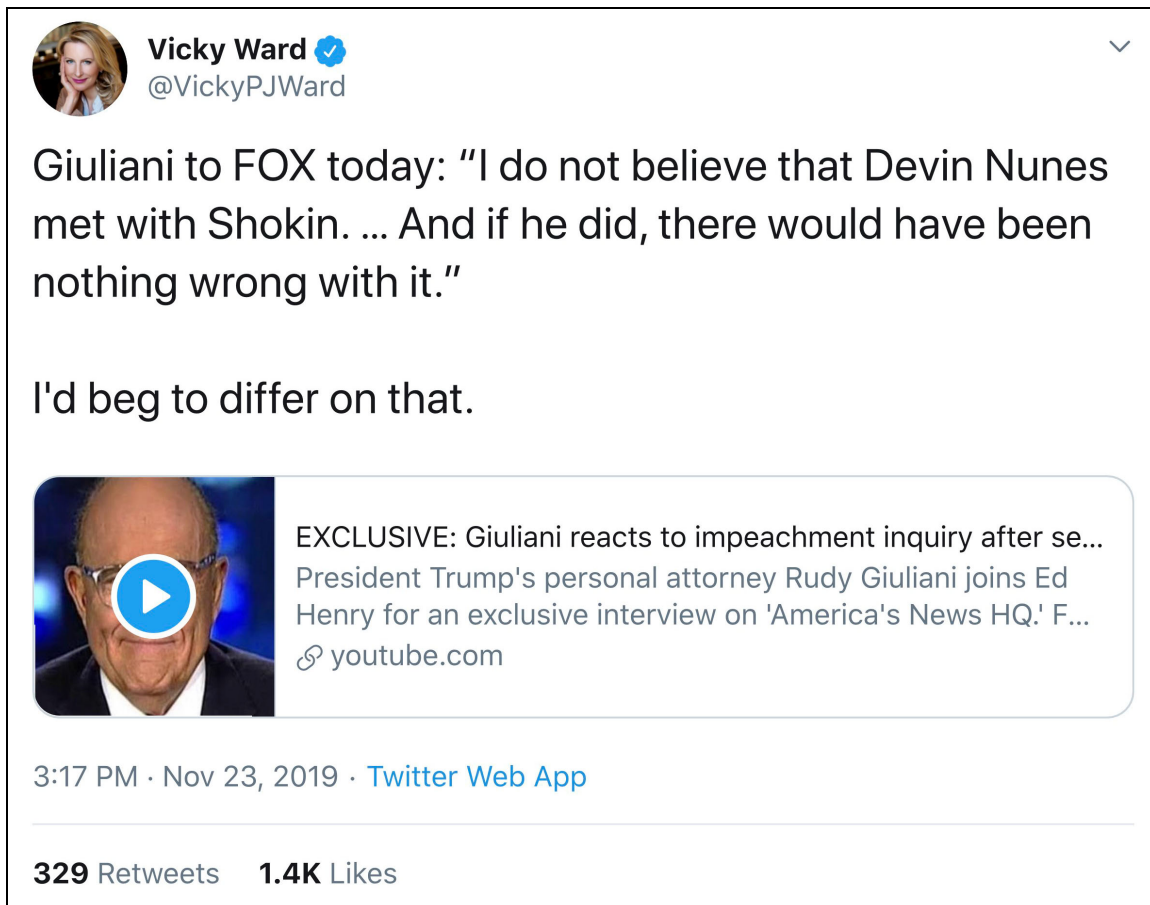 Vicky Ward
@VickyPJWard
Giuliani to FOX today: “I do not believe that Devin Nunes
met with Shokin. ... And if he did, there would have been
nothing wrong with it.”
I'd beg to differ on that.
EXCLUSIVE: Giuliani reacts to impeachment inquiry after se...
President Trump's personal attorney Rudy Giuliani joins Ed
Henry for an exclusive interview on 'America's News HQ.' F...
youtube.com
3:17 PM · Nov 23, 2019 · Twitter Web App
329 Retweets 1.4K Likes